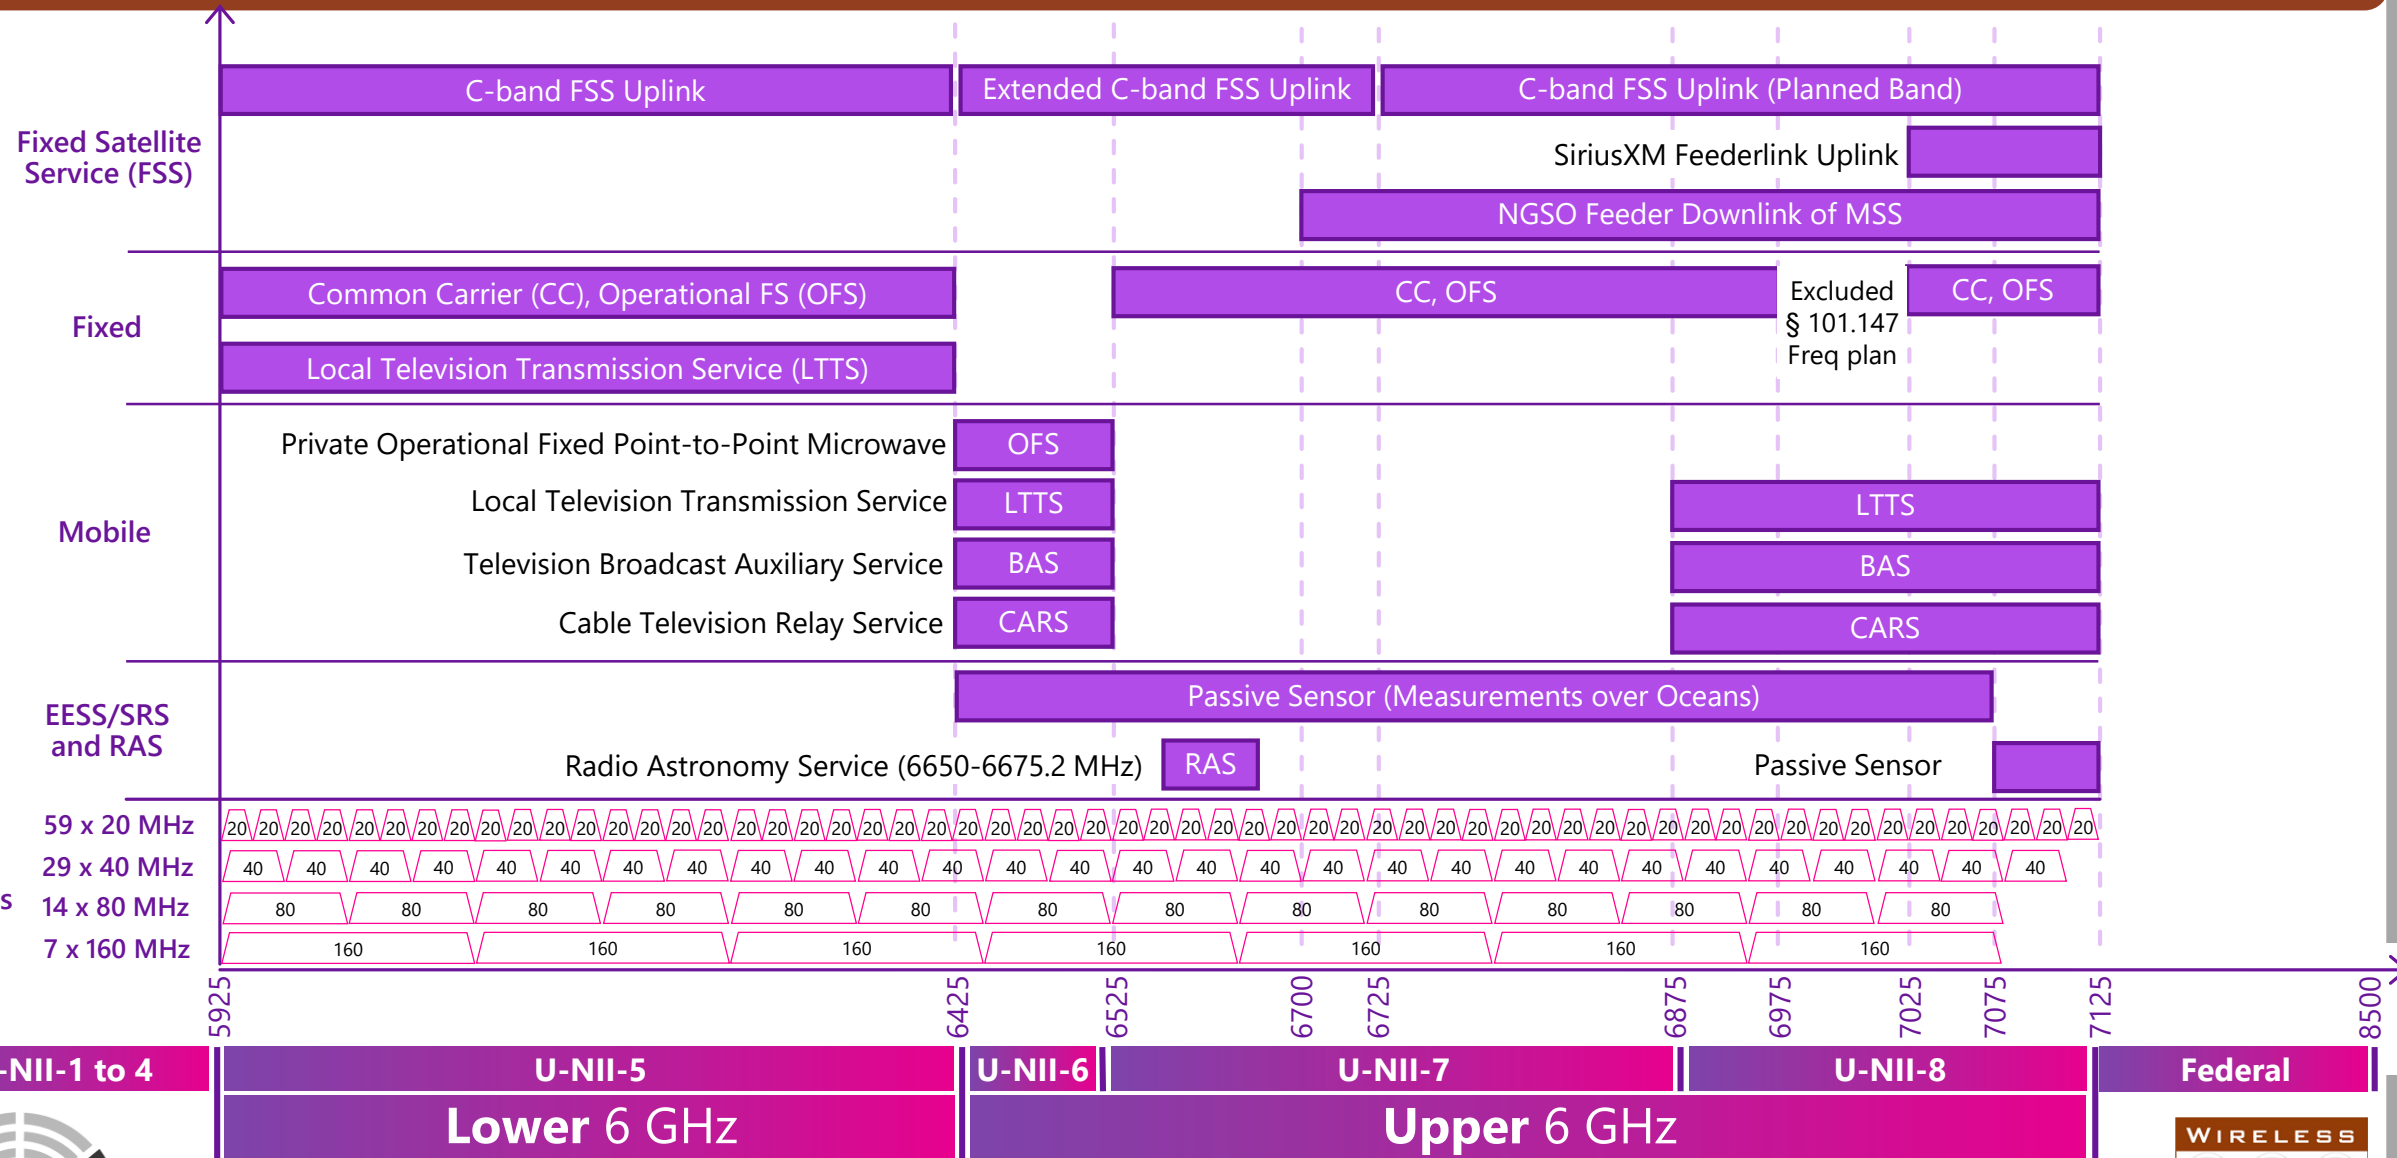 C-band FSS Uplink
Extended C-band FSS Uplink
C-band FSS Uplink (Planned Band)
Fixed Satellite
Service (FSS)
SiriusXM Feederlink Uplink
NGSO Feeder Downlink of MSS
Fixed
Common Carrier (CC), Operational FS (OFS)
CC, OFS
Excluded
§ 101.147
Freq plan
CC, OFS
Local Television Transmission Service (LTTS)
Mobile
Private Operational Fixed Point-to-Point Microwave
OFS
Local Television Transmission Service
LTTS
LTTS
Television Broadcast Auxiliary Service
BAS
BAS
Cable Television Relay Service
CARS
CARS
EESS/SRS
and RAS
Passive Sensor (Measurements over Oceans)
Radio Astronomy Service (6650-6675.2 MHz)
RAS
Passive Sensor
59 x 20 MHz
20 20 20 20 20 20 20 20 20 20 20 20 20 20 20 20 20 20 20 20 20 20 20 20 20 20 20 20 20 20 20 20 20 20 20 20 20 20 20 20 20 20 20 20 20 20 20 20 20 20 20 20 20 20 20 20 20 20 20
29 x 40 MHz
40 40 40 40 40 40 40 40 40 40 40 40 40 40 40 40 40 40 40 40 40 40 40 40 40 40 40 40 40
s
14 x 80 MHz
80 80 80 80 80 80 80 80 80 80 80 80 80 80
7 x 160 MHz
160 160 160 160 160 160 160
5925
6425
6525
6700
6725
6875
6975
7025
7075
7125
8500
-NII-1 to 4
U-NII-5
U-NII-6
U-NII-7
U-NII-8
Federal
Lower 6 GHz
Upper 6 GHz
WIRELESS